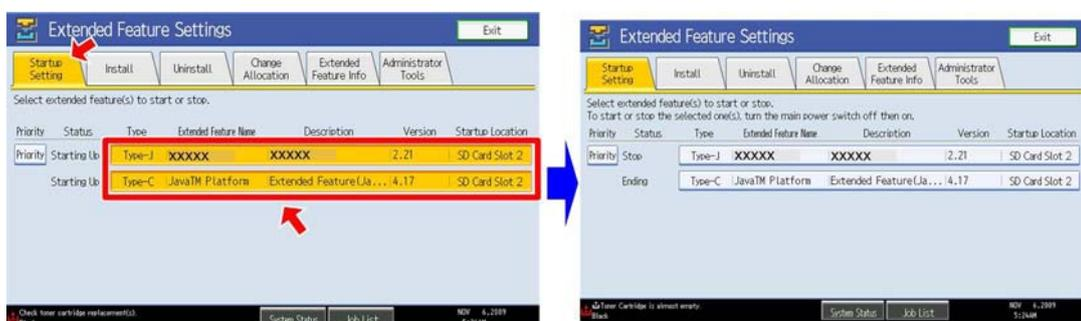 Extended Feature Settings
Exit
Startup Setting
Install
Uninstall
Change Allocation
Extended Feature Info
Administrator Tools
Select extended feature(s) to start or stop.
Priority Status Type Extended Feature Name Description Version Startup Location
Priority Starting Up Type-J XXXXX XXXXX 2.21 SD Card Slot 2
Starting Up Type-C JavaTM Platform Extended Feature(Ja... 4.17 SD Card Slot 2
Check toner cartridge replacement(s).
System Status
Job List
NOV 6,2009
Extended Feature Settings
Exit
Startup Setting
Install
Uninstall
Change Allocation
Extended Feature Info
Administrator Tools
Select extended feature(s) to start or stop.
To start or stop the selected one(s), turn the main power switch off then on.
Priority Status Type Extended Feature Name Description Version Startup Location
Priority Stop Type-J XXXXX XXXXX 2.21 SD Card Slot 2
Ending Type-C JavaTM Platform Extended Feature(Ja... 4.17 SD Card Slot 2
Toner Cartridge is almost empty.
Black
System Status
Job List
NOV 6,2009
5:24AM